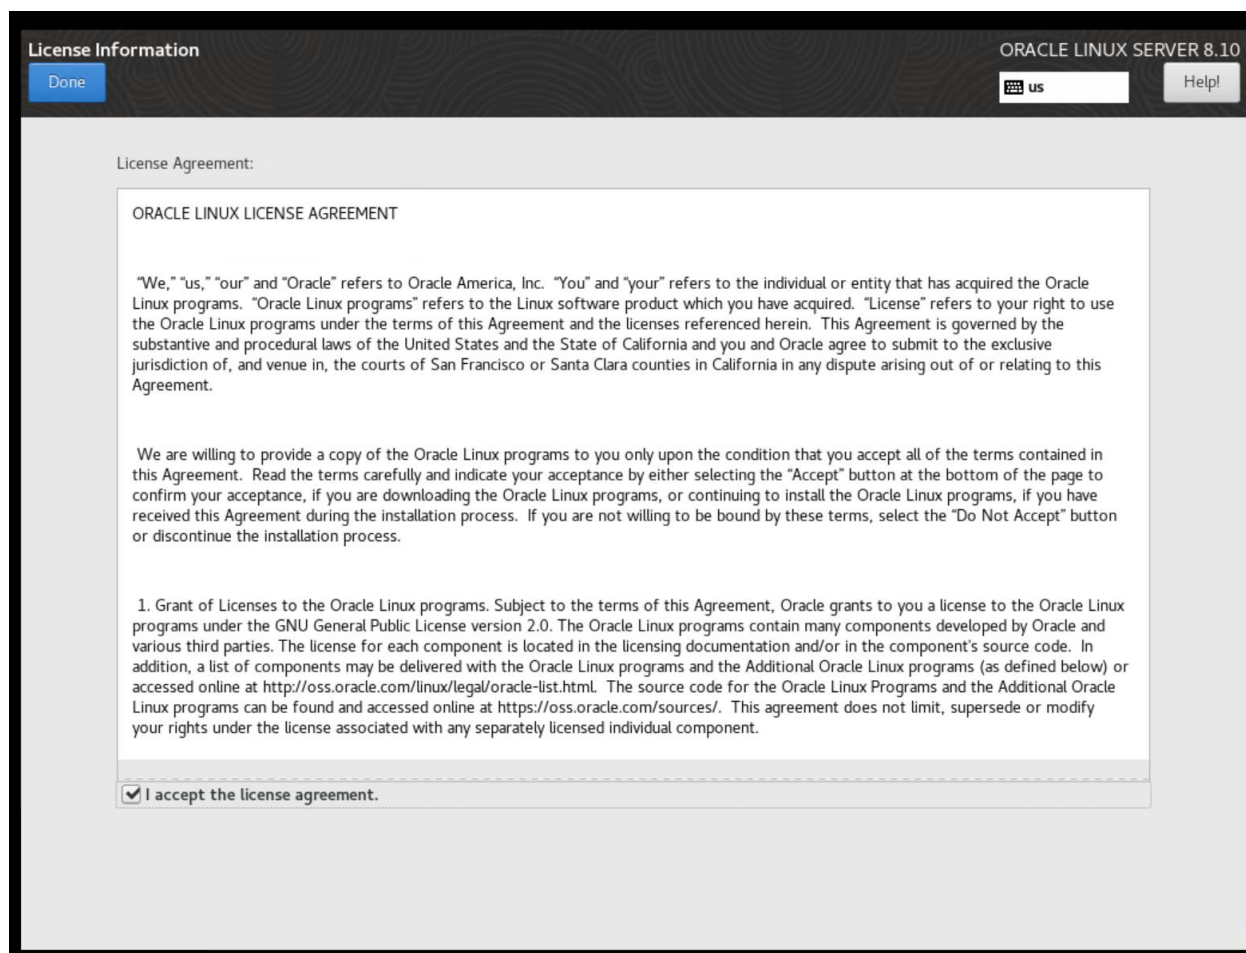 License Information
ORACLE LINUX SERVER 8.10
Done
us
Help!
License Agreement:
ORACLE LINUX LICENSE AGREEMENT
“We,” “us,” “our” and “Oracle” refers to Oracle America, Inc.  “You” and “your” refers to the individual or entity that has acquired the Oracle
Linux programs.  “Oracle Linux programs” refers to the Linux software product which you have acquired.  “License” refers to your right to use
the Oracle Linux programs under the terms of this Agreement and the licenses referenced herein.  This Agreement is governed by the
substantive and procedural laws of the United States and the State of California and you and Oracle agree to submit to the exclusive
jurisdiction of, and venue in, the courts of San Francisco or Santa Clara counties in California in any dispute arising out of or relating to this
Agreement.
We are willing to provide a copy of the Oracle Linux programs to you only upon the condition that you accept all of the terms contained in
this Agreement.  Read the terms carefully and indicate your acceptance by either selecting the “Accept” button at the bottom of the page to
confirm your acceptance, if you are downloading the Oracle Linux programs, or continuing to install the Oracle Linux programs, if you have
received this Agreement during the installation process.  If you are not willing to be bound by these terms, select the “Do Not Accept” button
or discontinue the installation process.
1. Grant of Licenses to the Oracle Linux programs. Subject to the terms of this Agreement, Oracle grants to you a license to the Oracle Linux
programs under the GNU General Public License version 2.0. The Oracle Linux programs contain many components developed by Oracle and
various third parties. The license for each component is located in the licensing documentation and/or in the component's source code.  In
addition, a list of components may be delivered with the Oracle Linux programs and the Additional Oracle Linux programs (as defined below) or
accessed online at http://oss.oracle.com/linux/legal/oracle-list.html.  The source code for the Oracle Linux Programs and the Additional Oracle
Linux programs can be found and accessed online at https://oss.oracle.com/sources/.  This agreement does not limit, supersede or modify
your rights under the license associated with any separately licensed individual component.
I accept the license agreement.